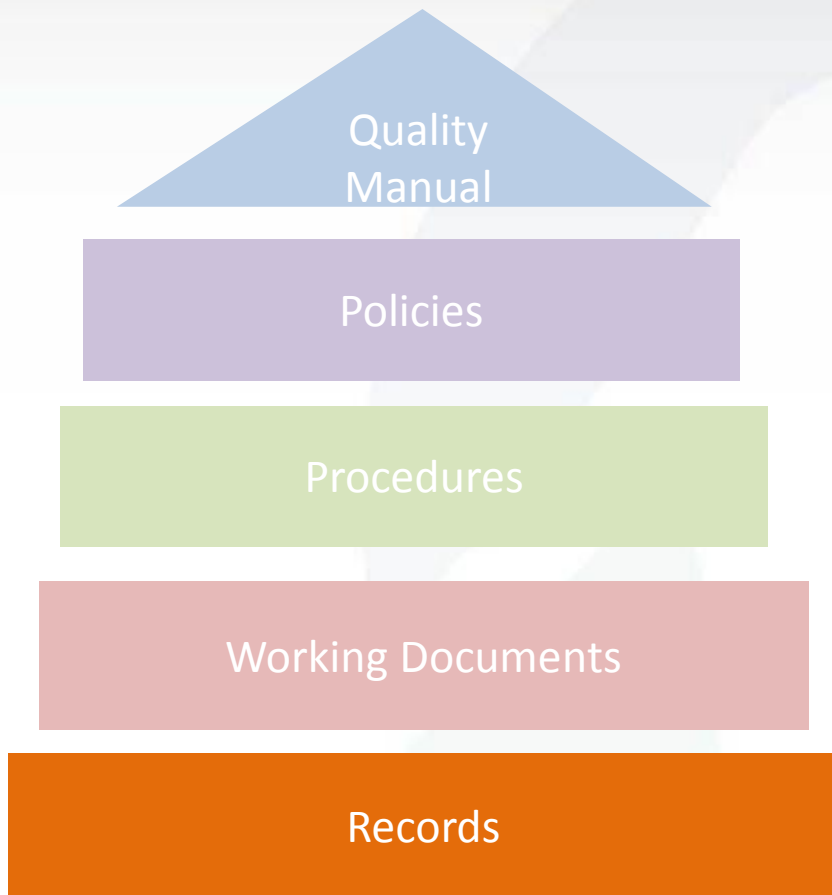 Quality
Manual
Policies
Procedures
Working Documents
Records